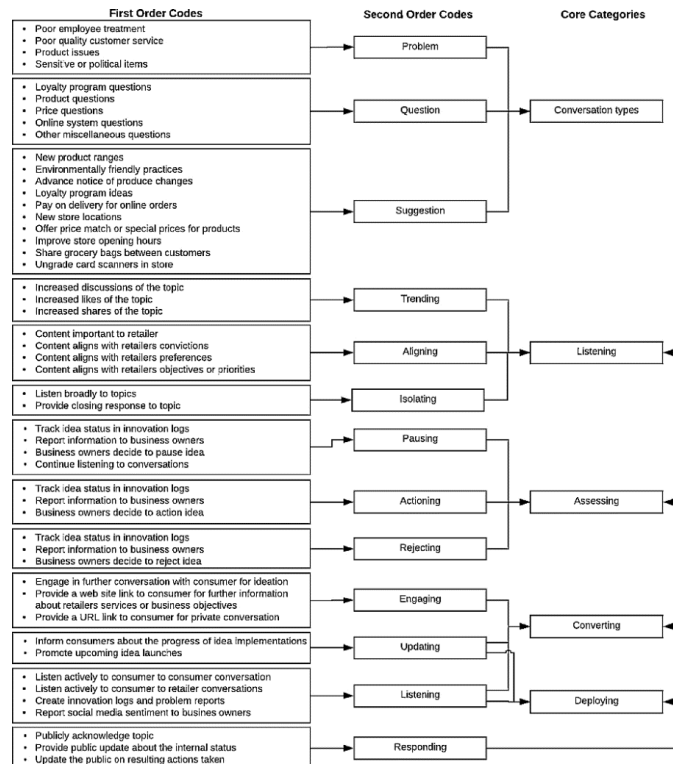 First Order Codes
Second Order Codes
Core Categories
• Poor employee treatment
• Poor quality customer service
• Product issues
• Sensitive or political items
Problem
• Loyalty program questions
• Product questions
• Price questions
• Online system questions
• Other miscellaneous questions
Question
Conversation types
• New product ranges
• Environmentally friendly practices
• Advance notice of produce changes
• Loyalty program ideas
• Pay on delivery for online orders
• New store locations
• Offer price match or special prices for products
• Improve store opening hours
• Share grocery bags between customers
• Ungrade card scanners in store
Suggestion
• Increased discussions of the topic
• Increased likes of the topic
• Increased shares of the topic
Trending
• Content important to retailer
• Content aligns with retailers convictions
• Content aligns with retailers preferences
• Content aligns with retailers objectives or priorities
Aligning
Listening
• Listen broadly to topics
• Provide closing response to topic
Isolating
• Track idea status in innovation logs
• Report information to business owners
• Business owners decide to pause idea
• Continue listening to conversations
Pausing
• Track idea status in innovation logs
• Report information to business owners
• Business owners decide to action idea
Actioning
Assessing
• Track idea status in innovation logs
• Report information to business owners
• Business owners decide to reject idea
Rejecting
• Engage in further conversation with consumer for ideation
• Provide a web site link to consumer for further information
about retailers services or business objectives
• Provide a URL link to consumer for private conversation
Engaging
Converting
• Inform consumers about the progress of idea implementations
• Promote upcoming idea launches
Updating
• Listen actively to consumer to consumer conversation
• Listen actively to consumer to retailer conversations
• Create innovation logs and problem reports
• Report social media sentiment to busines owners
Listening
Deploying
• Publicly acknowledge topic
• Provide public update about the internal status
• Update the public on resulting actions taken
Responding